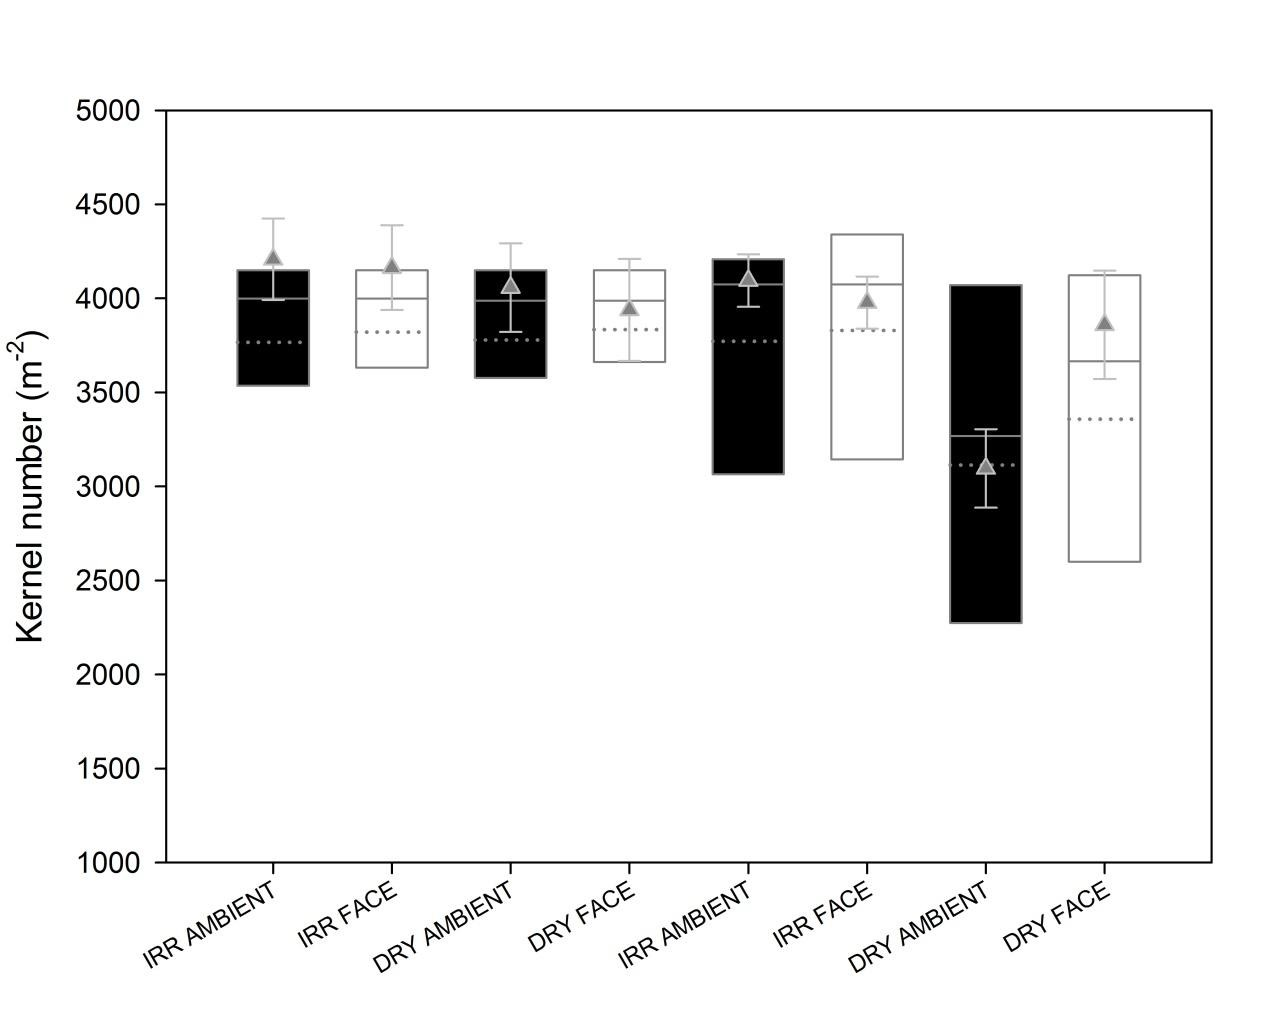 5000
4500
4000
3500
3000
2500
2000
1500
1000
Kernel number (m⁻²)
IRR AMBIENT
IRR FACE
DRY AMBIENT
DRY FACE
IRR AMBIENT
IRR FACE
DRY AMBIENT
DRY FACE